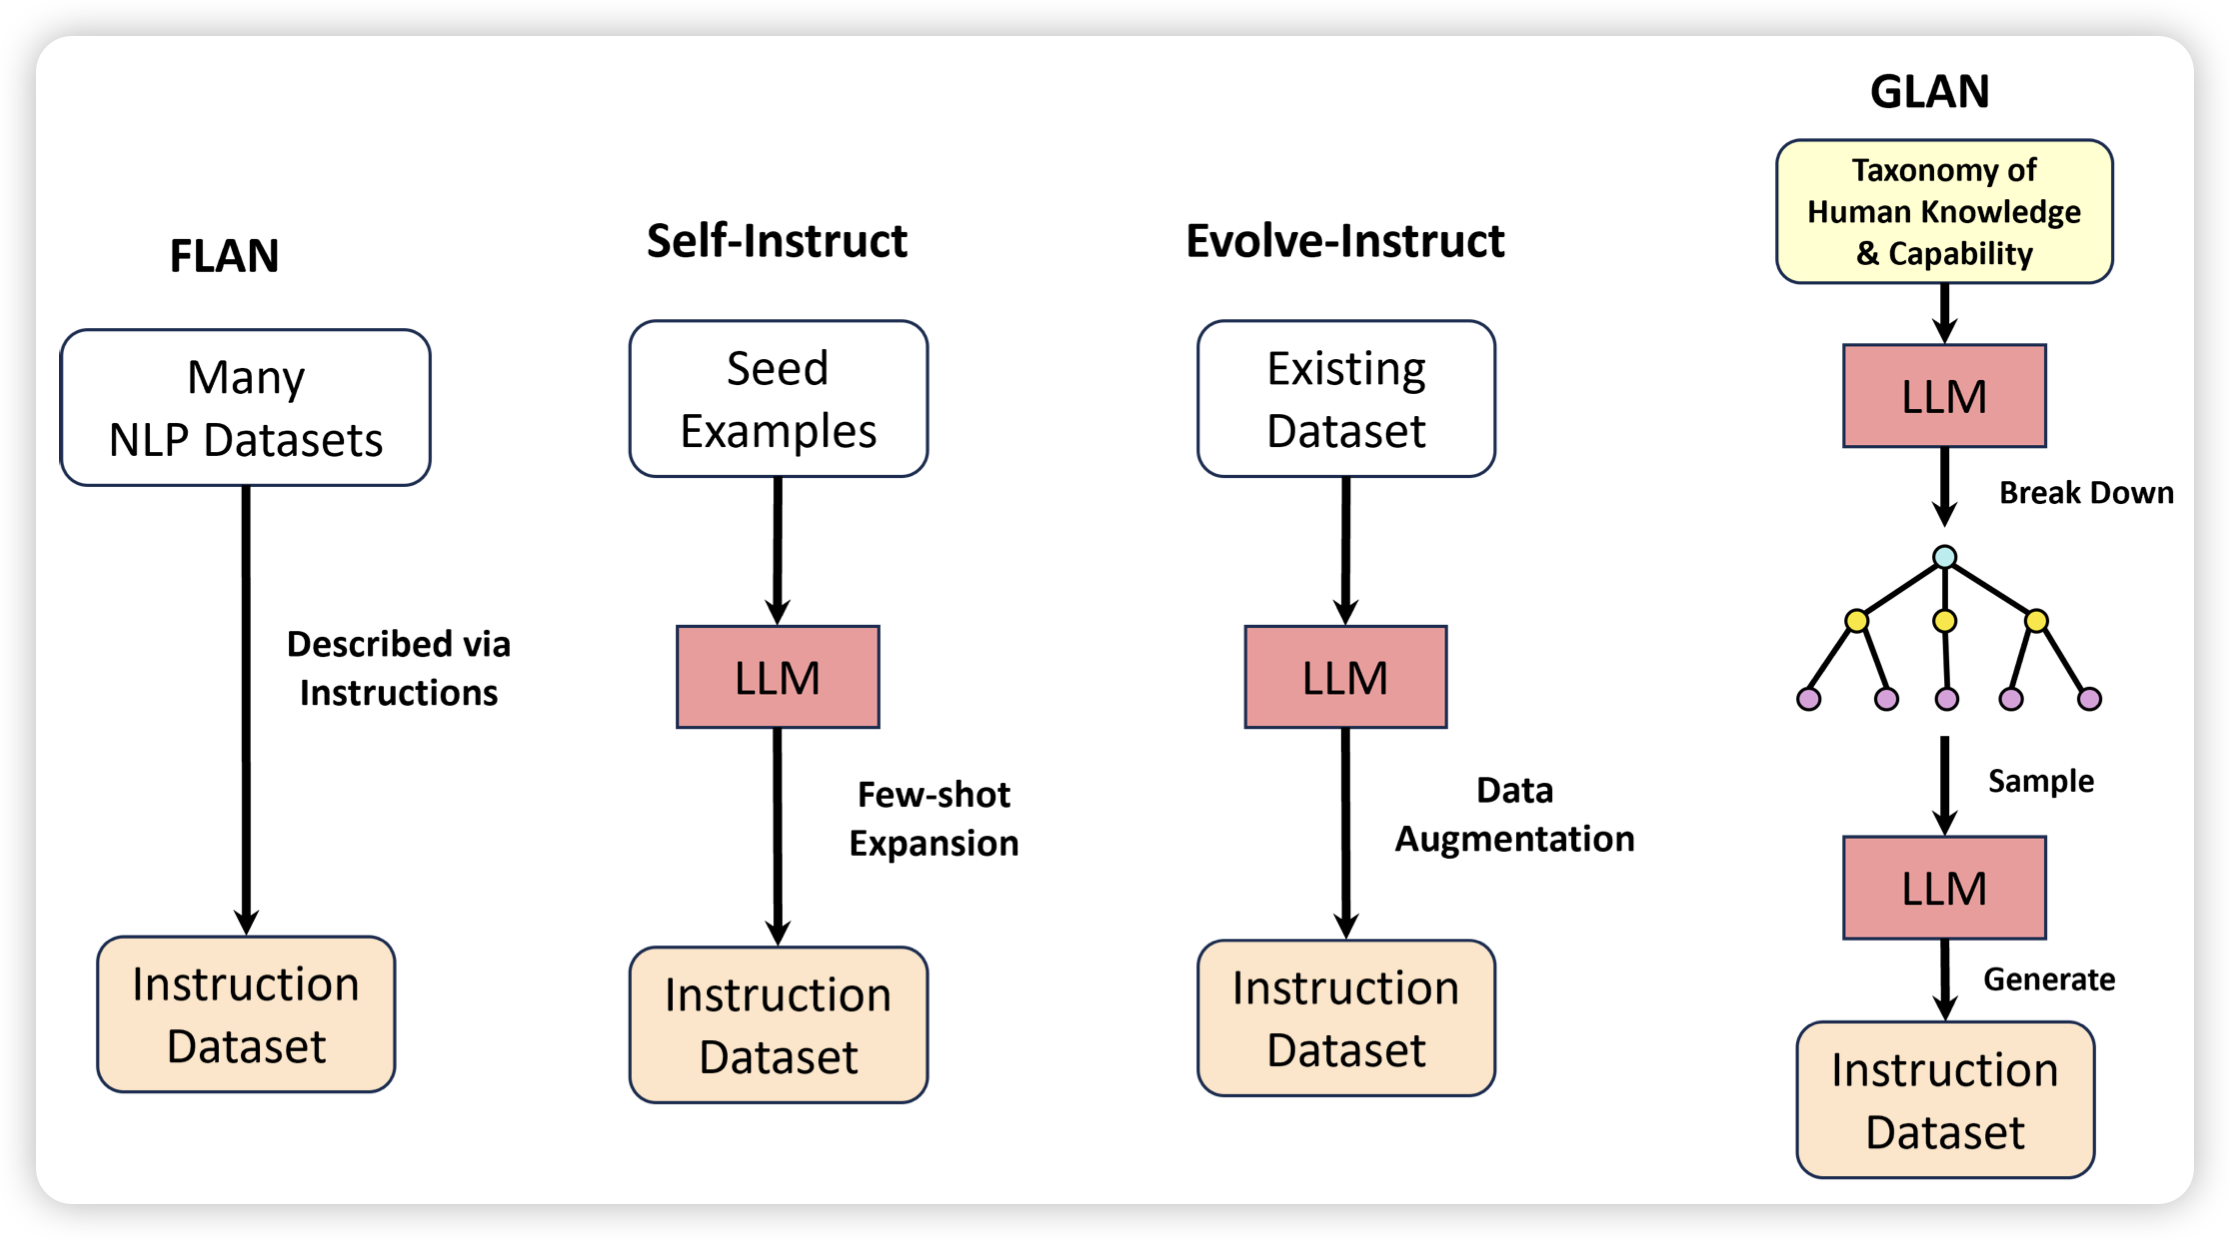 FLAN
Many
NLP Datasets
Described via
Instructions
Instruction
Dataset
Self-Instruct
Seed
Examples
LLM
Few-shot
Expansion
Instruction
Dataset
Evolve-Instruct
Existing
Dataset
LLM
Data
Augmentation
Instruction
Dataset
GLAN
Taxonomy of
Human Knowledge
& Capability
LLM
Break Down
Sample
LLM
Generate
Instruction
Dataset